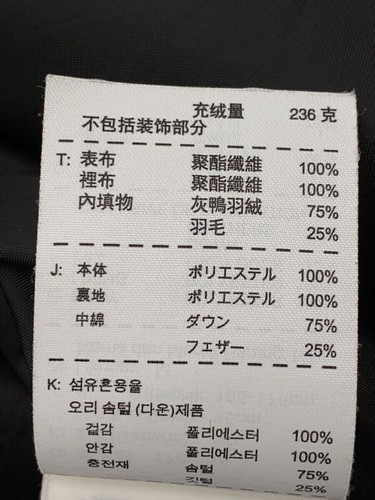 充绒量 236 克
不包括装饰部分
T: 表布 聚酯纖維 100%
裡布 聚酯纖維 100%
內填物 灰鴨羽絨 75%
羽毛 25%
J: 本体 ポリエステル 100%
裏地 ポリエステル 100%
中綿 ダウン 75%
フェザー 25%
K: 섬유혼용율
오리 솜털 (다운)제품
겉감 폴리에스터 100%
안감 폴리에스터 100%
충전재 솜털 75%
깃털 25%